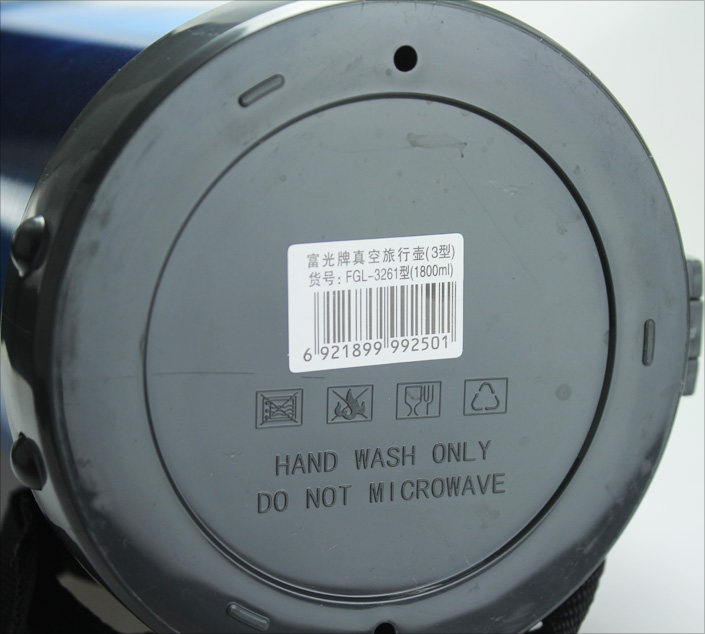 富光牌真空旅行壶(3型)
货号:FGL-3261型(1800ml)
6 921899 992501
HAND WASH ONLY
DO NOT MICROWAVE